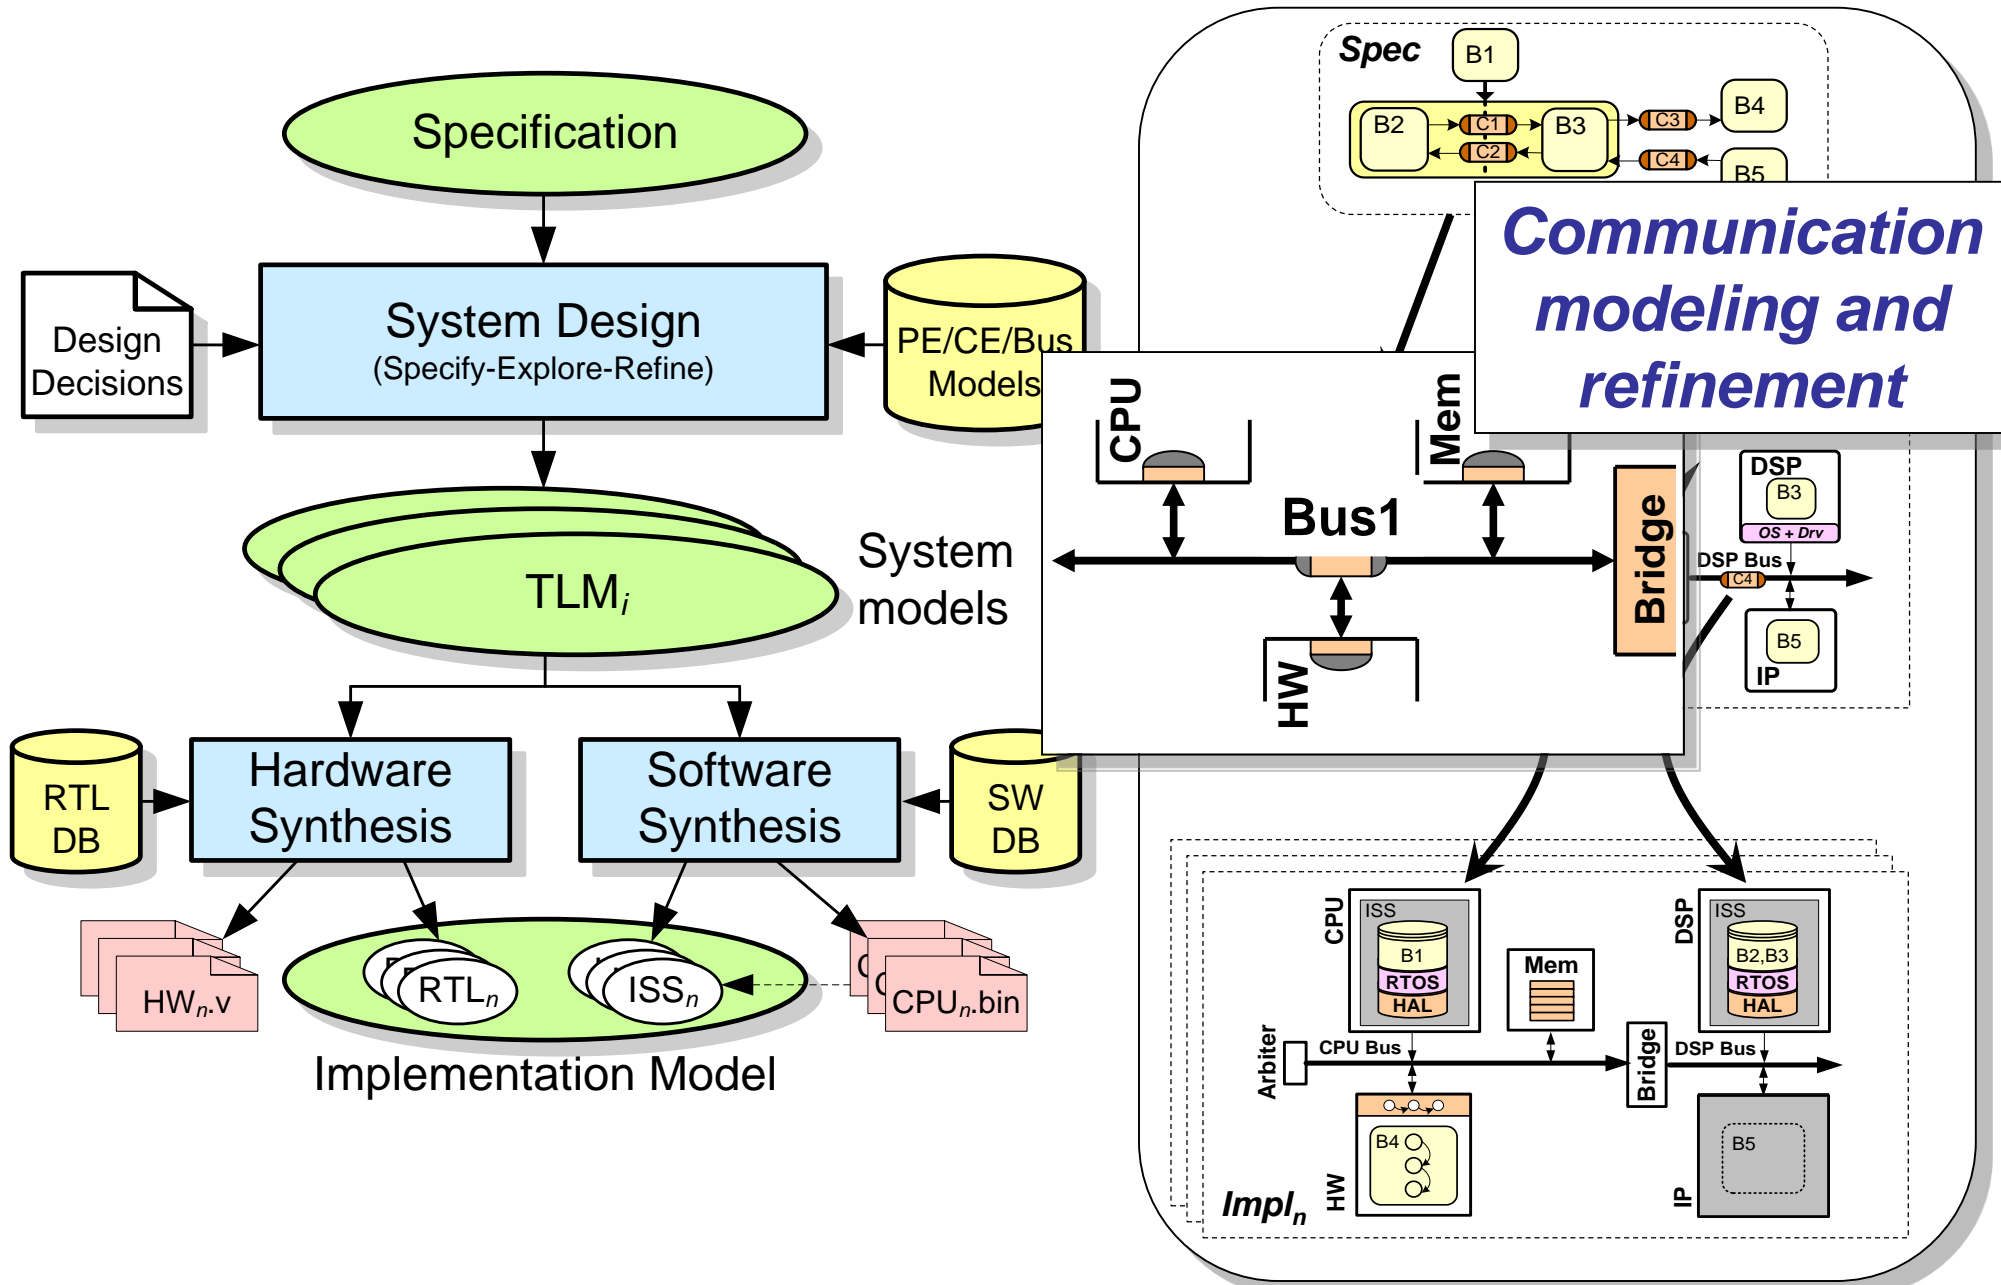 Specification
System Design
(Specify-Explore-Refine)
Design
Decisions
PE/CE/Bus
Models
TLMi
System
models
Hardware
Synthesis
Software
Synthesis
RTL
DB
SW
DB
HWn.v
RTLn
ISSn
CPUn.bin
Implementation Model
Spec
B1
B2
C1
C2
B3
C3
C4
B4
B5
Communication
modeling and
refinement
CPU
Mem
Bus1
Bridge
HW
DSP
B3
OS + Drv
DSP Bus
C4
B5
IP
CPU
ISS
B1
RTOS
HAL
Mem
DSP
ISS
B2,B3
RTOS
HAL
Arbiter
CPU Bus
Bridge
DSP Bus
B4
HW
B5
IP
Impln